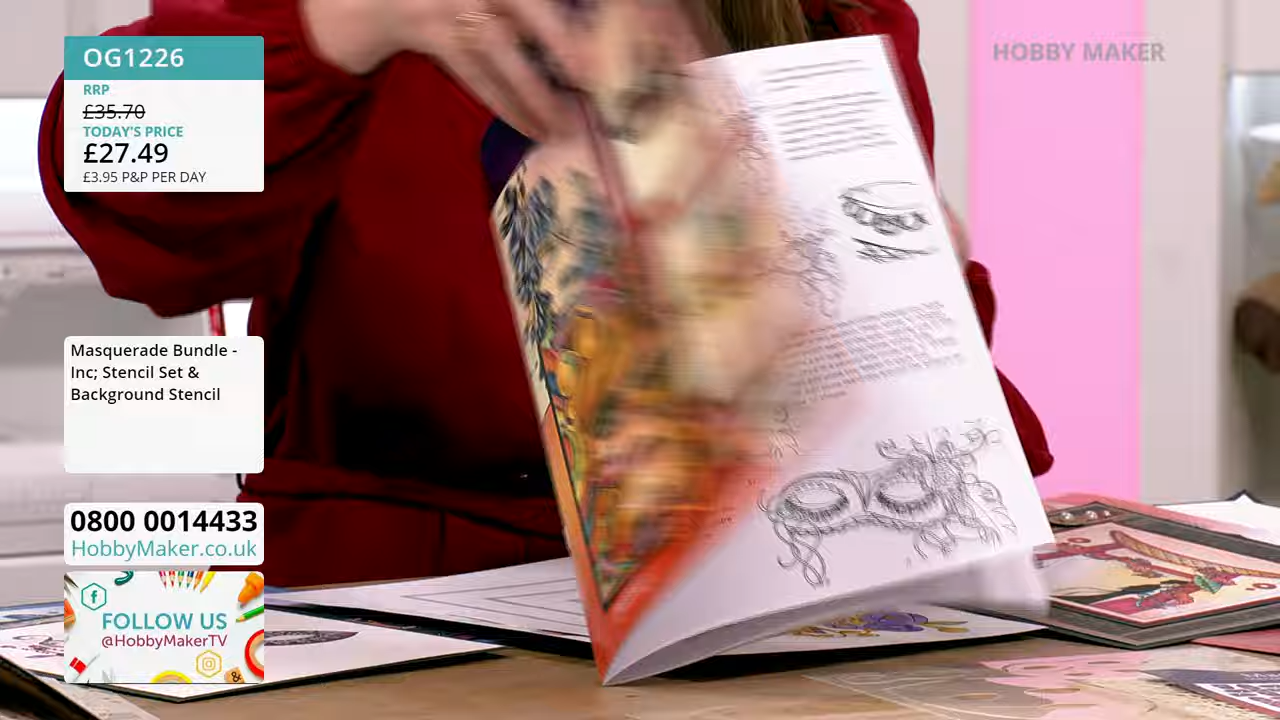 OG1226
RRP
£35.70
TODAY'S PRICE
£27.49
£3.95 P&P PER DAY
HOBBY MAKER
Masquerade Bundle -
Inc; Stencil Set &
Background Stencil
0800 0014433
HobbyMaker.co.uk
FOLLOW US
@HobbyMakerTV